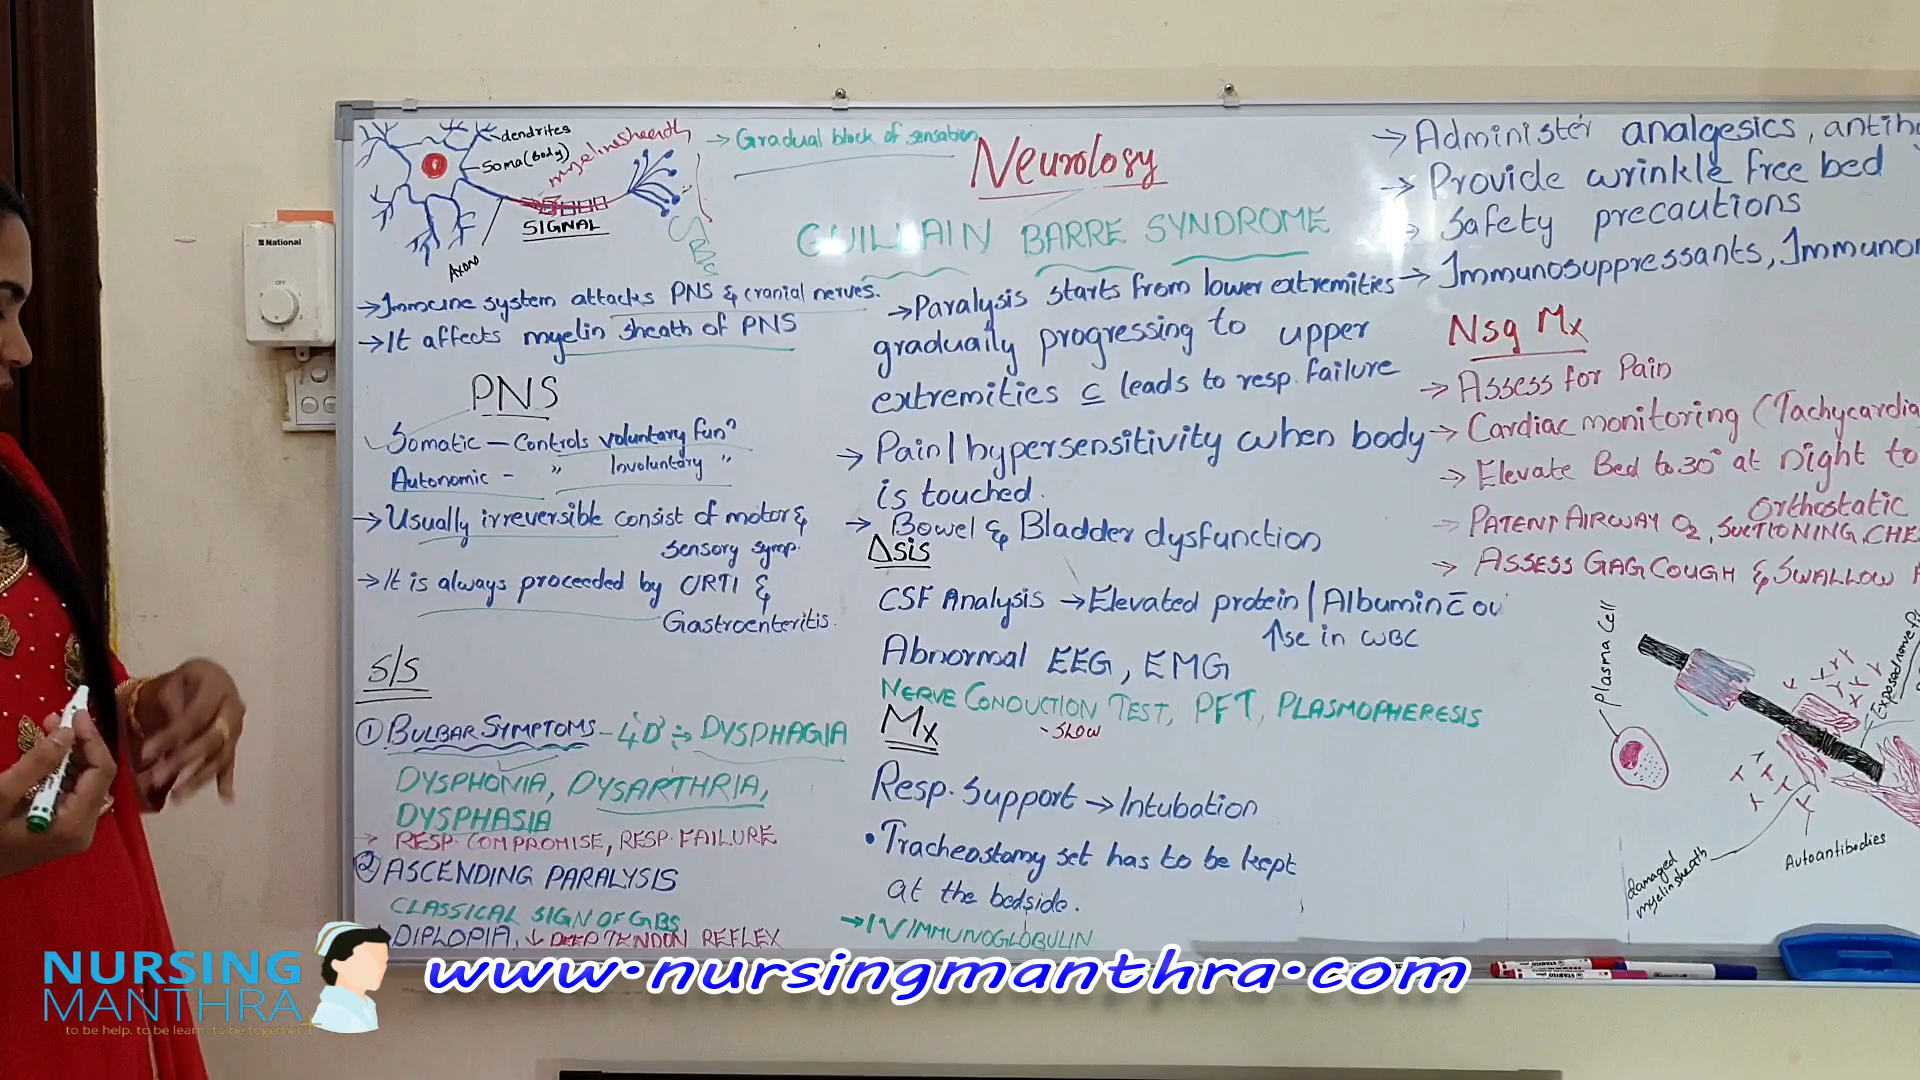 dendrites
Soma(body)
myelinesheath
SIGNAL
Axon
→ Gradual block of sensation
GBS
Neurology
GUILLAIN BARRE SYNDROME
National
OFF
→ Immune system attacks PNS & cranial nerves.
→ It affects myelin sheath of PNS
PNS
Somatic – Controls voluntary funⁿ
Autonomic – " Involuntary "
→ Usually irreversible consist of motor &
sensory symp.
→ It is always proceeded by URTI &
Gastroenteritis.
S/S
① BULBAR SYMPTOMS – 4'D' ÷ DYSPHAGIA
DYSPHONIA, DYSARTHRIA,
DYSPHASIA
→ RESP. COMPROMISE, RESP. FAILURE
② ASCENDING PARALYSIS
CLASSICAL SIGN OF GBS
DIPLOPIA, ↓ DEEP TENDON REFLEX
→ Paralysis starts from lower extremities
gradually progressing to upper
extremities c leads to resp. failure
→ Pain/hypersensitivity when body
is touched.
→ Bowel & Bladder dysfunction
Δsis
CSF Analysis → Elevated protein/Albumin c̄ ou
↑se in WBC
Abnormal EEG, EMG
NERVE CONDUCTION TEST, PFT, PLASMOPHERESIS
- SLOW
Mx
Resp. Support → Intubation
• Tracheostomy set has to be kept
at the bedside.
→ IV IMMUNOGLOBULIN
→ Administer analgesics, antih
→ Provide wrinkle free bed
→ Safety precautions
→ Immunosuppressants, Immuno
Nsg Mx
→ Assess for Pain
→ Cardiac monitoring (Tachycardia
→ Elevate Bed to 30° at night to
Orthostatic
→ PATENT AIRWAY O2, SUCTIONING, CHE
→ ASSESS GAG COUGH & SWALLOW
Plasma Cell
Exposed nerve
damaged
myelinsheath
Autoantibodies
NURSING
MANTHRA
to be help. to be learn. to be together
www.nursingmanthra.com